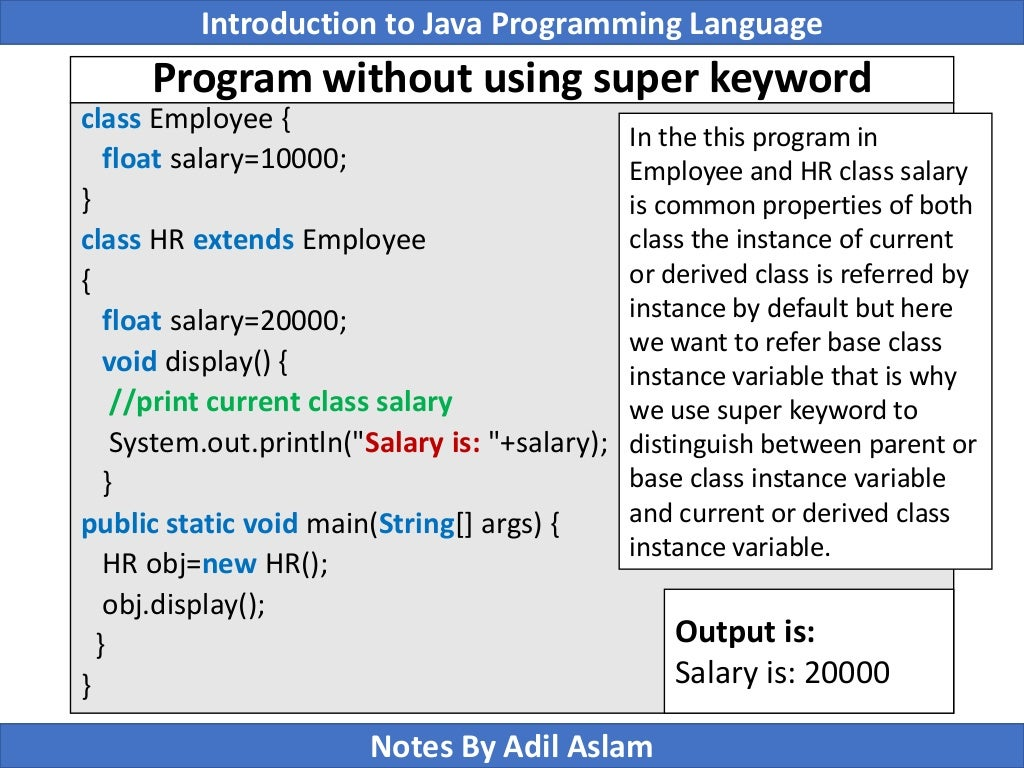 Introduction to Java Programming Language
Program without using super keyword
class Employee {
float salary=10000;
}
class HR extends Employee
{
float salary=20000;
void display() {
//print current class salary
System.out.println("Salary is: "+salary);
}
public static void main(String[] args) {
HR obj=new HR();
obj.display();
}
}
In the this program in
Employee and HR class salary
is common properties of both
class the instance of current
or derived class is referred by
instance by default but here
we want to refer base class
instance variable that is why
we use super keyword to
distinguish between parent or
base class instance variable
and current or derived class
instance variable.
Output is:
Salary is: 20000
Notes By Adil Aslam